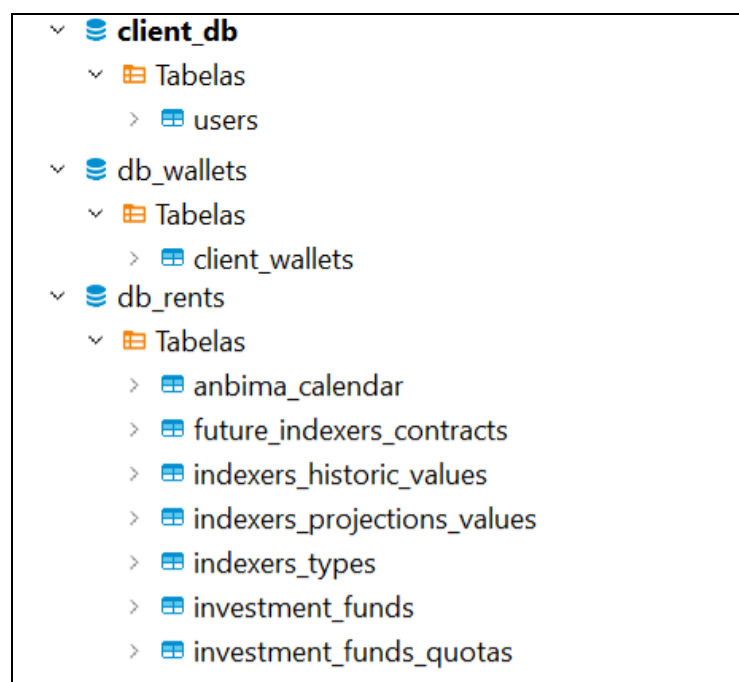 client_db
Tabelas
users
db_wallets
Tabelas
client_wallets
db_rents
Tabelas
anbima_calendar
future_indexers_contracts
indexers_historic_values
indexers_projections_values
indexers_types
investment_funds
investment_funds_quotas